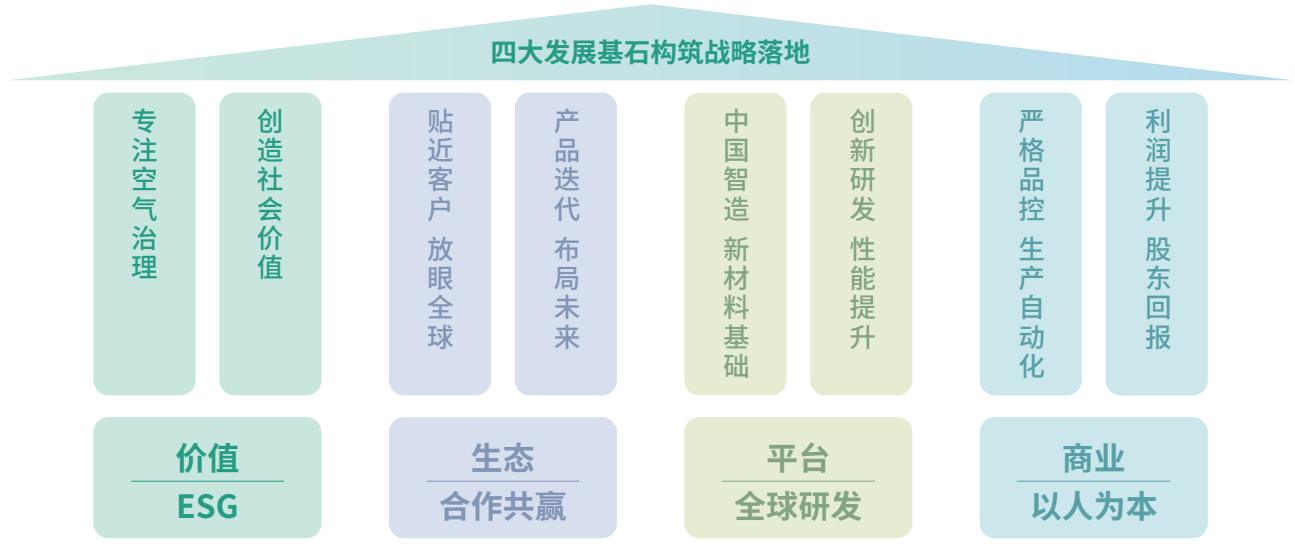 四大发展基石构筑战略落地
专注空气治理
创造社会价值
贴近客户 放眼全球
产品迭代 布局未来
中国智造 新材料基础
创新研发 性能提升
严格品控 生产自动化
利润提升 股东回报
价值
ESG
生态
合作共赢
平台
全球研发
商业
以人为本